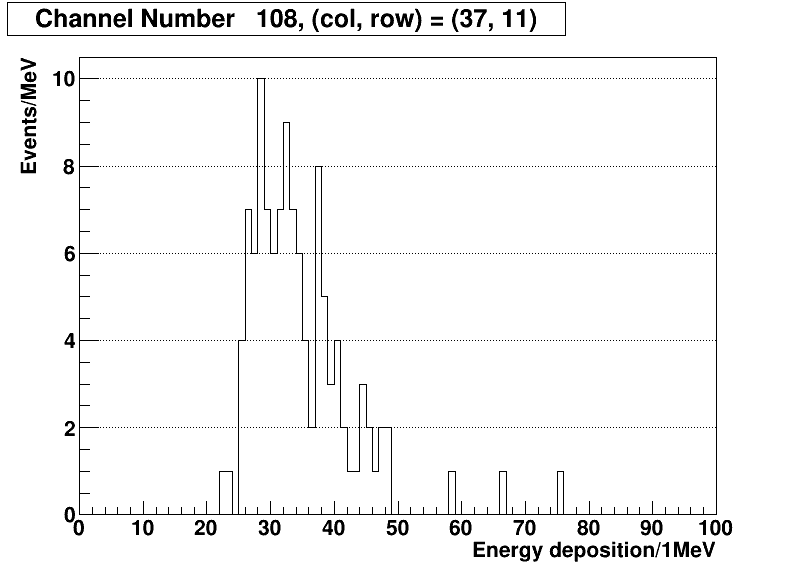 Channel Number   108, (col, row) = (37, 11)
Events/MeV
10
8
6
4
2
0
0 10 20 30 40 50 60 70 80 90 100
Energy deposition/1MeV